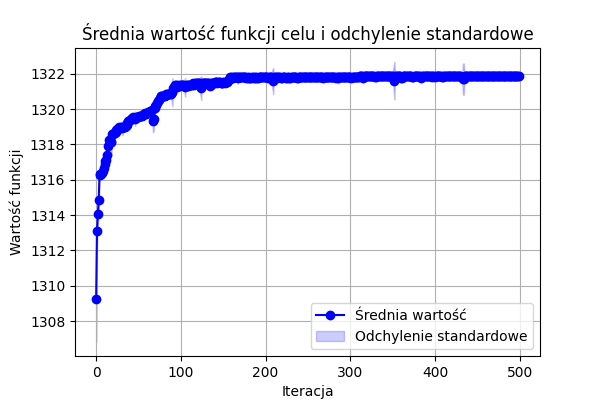 Średnia wartość funkcji celu i odchylenie standardowe
Wartość funkcji
1322
1320
1318
1316
1314
1312
1310
1308
Średnia wartość
Odchylenie standardowe
0 100 200 300 400 500
Iteracja